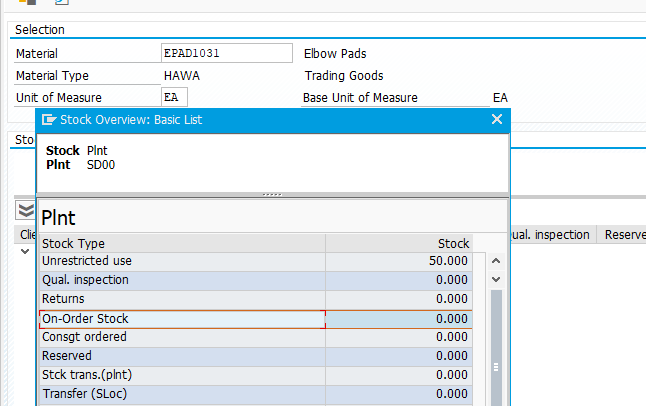 Selection
Material EPAD1031 Elbow Pads
Material Type HAWA Trading Goods
Unit of Measure EA Base Unit of Measure EA
Stock Overview: Basic List
Stock Plnt
Plnt SD00
Plnt
Qual. inspection Reserve
Stock Type Stock
Unrestricted use 50.000
Qual. inspection 0.000
Returns 0.000
On-Order Stock 0.000
Consgt ordered 0.000
Reserved 0.000
Stck trans.(plnt) 0.000
Transfer (SLoc) 0.000